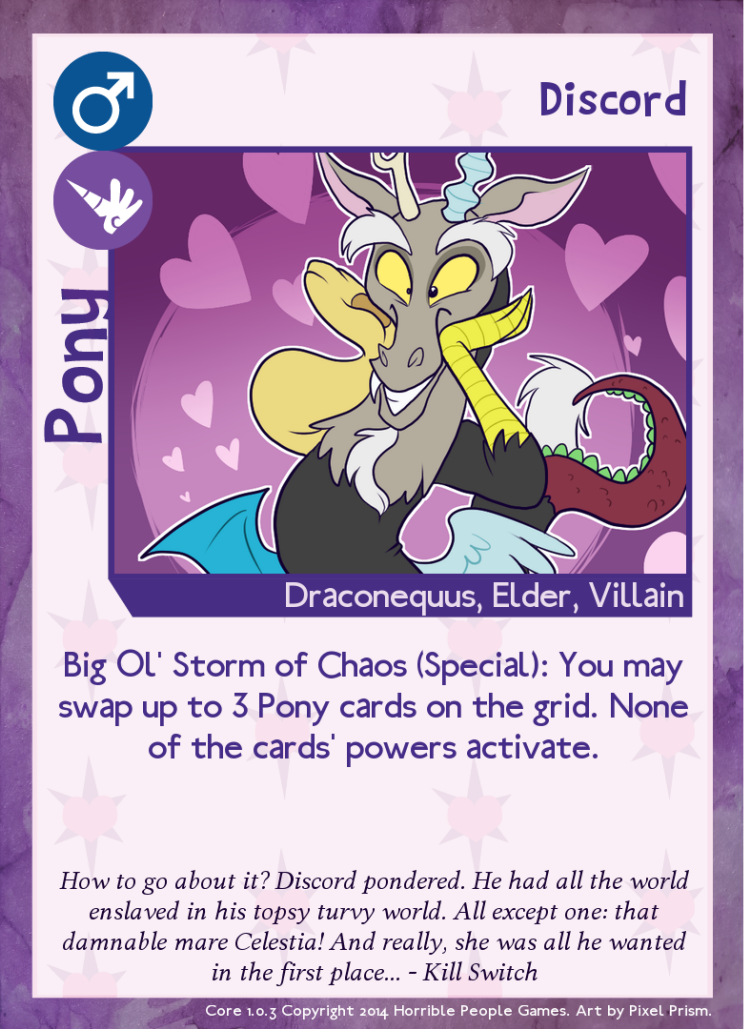 Discord
Pony
Draconequus, Elder, Villain
Big Ol' Storm of Chaos (Special): You may
swap up to 3 Pony cards on the grid. None
of the cards' powers activate.
How to go about it? Discord pondered. He had all the world
enslaved in his topsy turvy world. All except one: that
damnable mare Celestia! And really, she was all he wanted
in the first place... - Kill Switch
Core 1.0.3 Copyright 2014 Horrible People Games. Art by Pixel Prism.